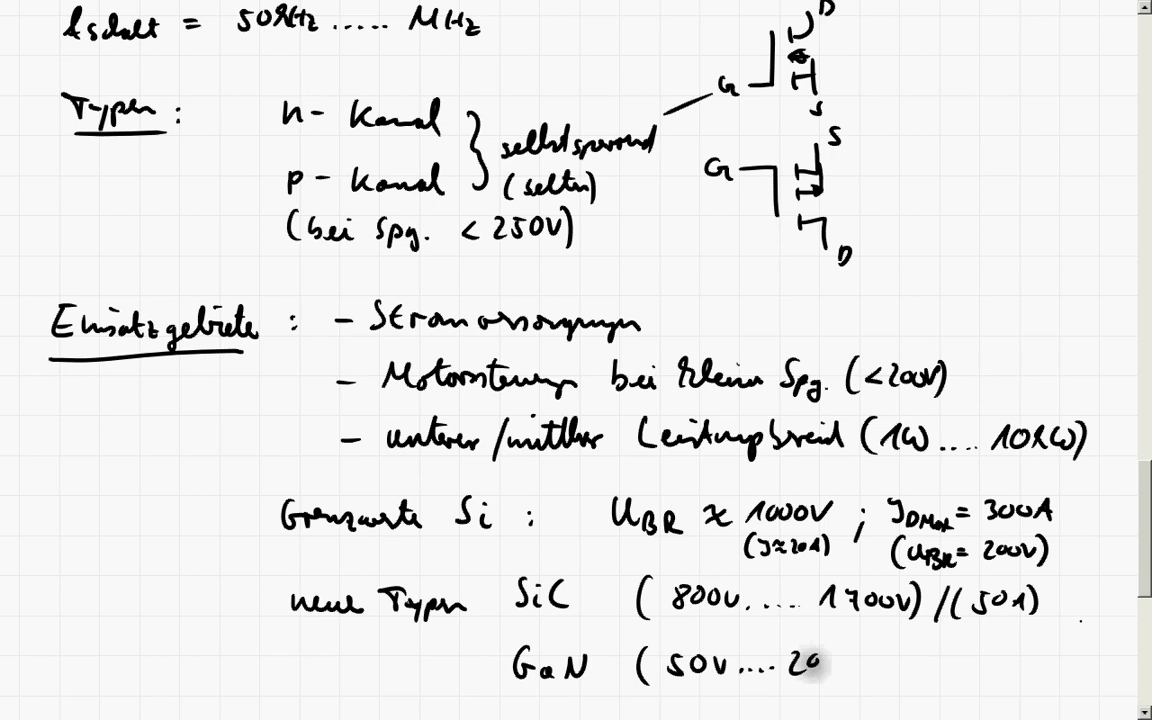 fschalt = 50kHz ..... MHz
Typen : n - Kanal } selbstsperrend
p - Kanal (selten)
(bei Spg. < 250V)
G D S
G S D
Einsatzgebiete : - Stromversorgungen
- Motorsteuerung bei kleiner Spg. (<200V)
- unterer/mittlerer Leistungsbereich (1W .... 10kW)
Grenzwerte Si : UBR ≈ 1000V ; IDMax = 300A
(I≈20A) (UBR = 200V)
neue Typen SiC ( 800V..... 1700V) /(50A)
GaN ( 50V .... 20